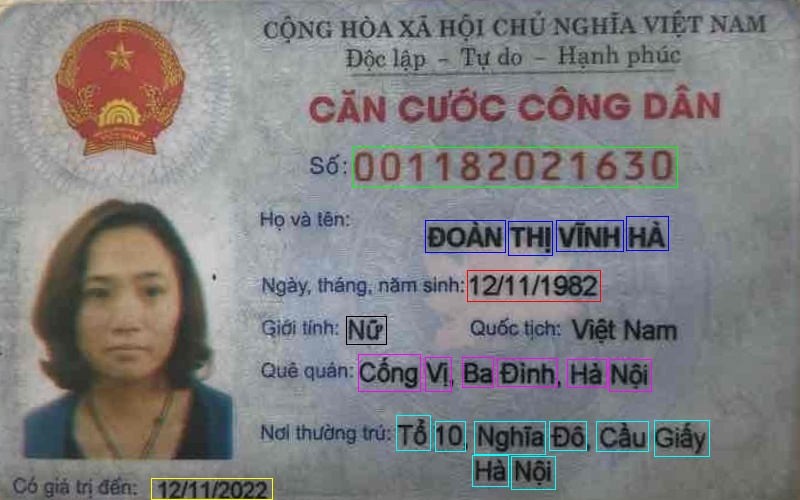 CỘNG HÒA XÃ HỘI CHỦ NGHĨA VIỆT NAM
Độc lập – Tự do – Hạnh phúc
CĂN CƯỚC CÔNG DÂN
Số: 001182021630
Họ và tên:
ĐOÀN THỊ VĨNH HÀ
Ngày, tháng, năm sinh: 12/11/1982
Giới tính: Nữ Quốc tịch: Việt Nam
Quê quán: Cống Vị, Ba Đình, Hà Nội
Nơi thường trú: Tổ 10, Nghĩa Đô, Cầu Giấy
Hà Nội
Có giá trị đến: 12/11/2022